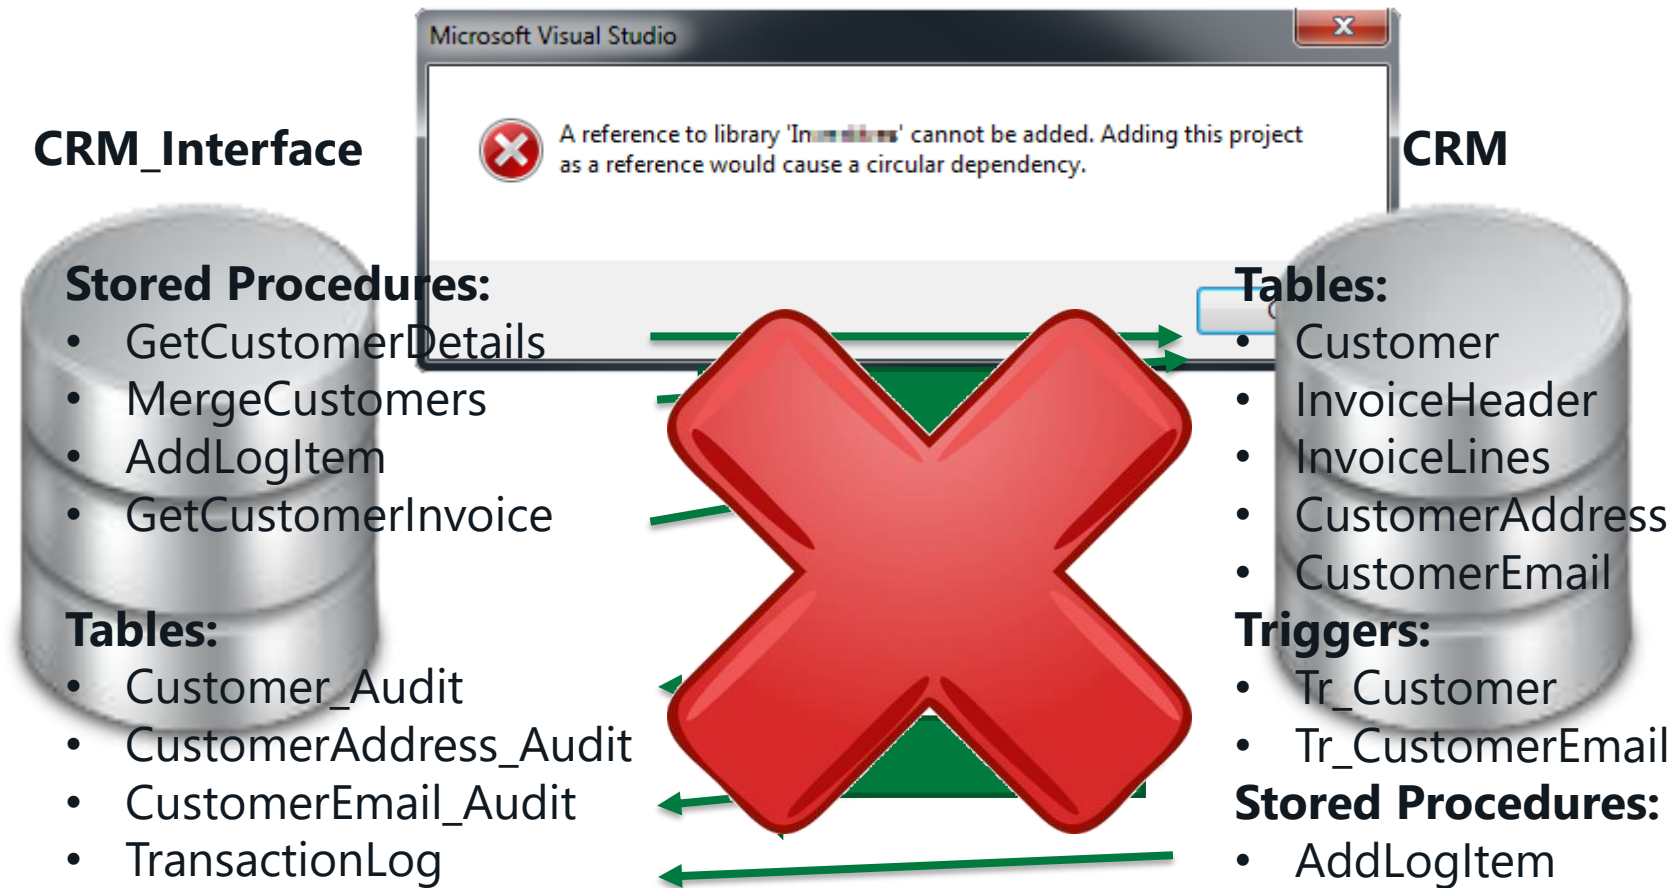 Microsoft Visual Studio
A reference to library 'In' cannot be added. Adding this project
as a reference would cause a circular dependency.
CRM_Interface
Stored Procedures:
• GetCustomerDetails
• MergeCustomers
• AddLogItem
• GetCustomerInvoice
Tables:
• Customer_Audit
• CustomerAddress_Audit
• CustomerEmail_Audit
• TransactionLog
CRM
Tables:
• Customer
• InvoiceHeader
• InvoiceLines
• CustomerAddress
• CustomerEmail
Triggers:
• Tr_Customer
• Tr_CustomerEmail
Stored Procedures:
• AddLogItem